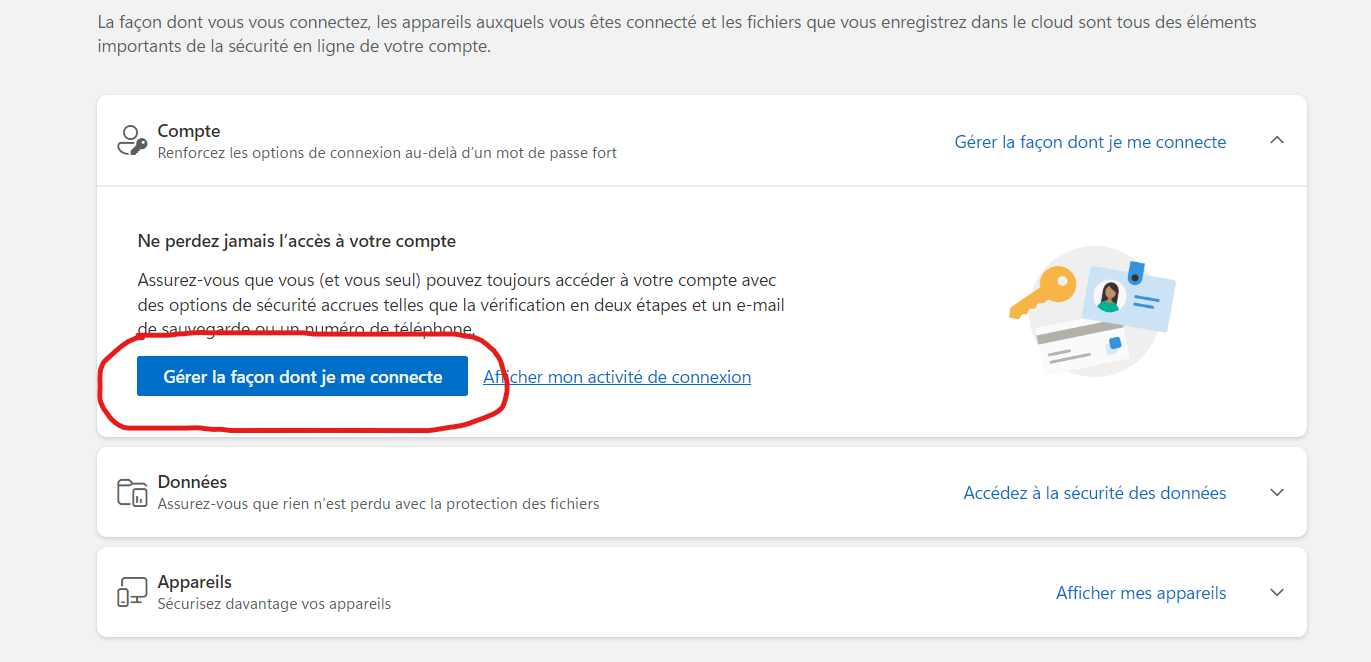 La façon dont vous vous connectez, les appareils auxquels vous êtes connecté et les fichiers que vous enregistrez dans le cloud sont tous des éléments
importants de la sécurité en ligne de votre compte.
Compte
Renforcez les options de connexion au-delà d’un mot de passe fort
Gérer la façon dont je me connecte
Ne perdez jamais l’accès à votre compte
Assurez-vous que vous (et vous seul) pouvez toujours accéder à votre compte avec
des options de sécurité accrues telles que la vérification en deux étapes et un e-mail
de sauvegarde ou un numéro de téléphone.
Gérer la façon dont je me connecte
Afficher mon activité de connexion
Données
Assurez-vous que rien n’est perdu avec la protection des fichiers
Accédez à la sécurité des données
Appareils
Sécurisez davantage vos appareils
Afficher mes appareils